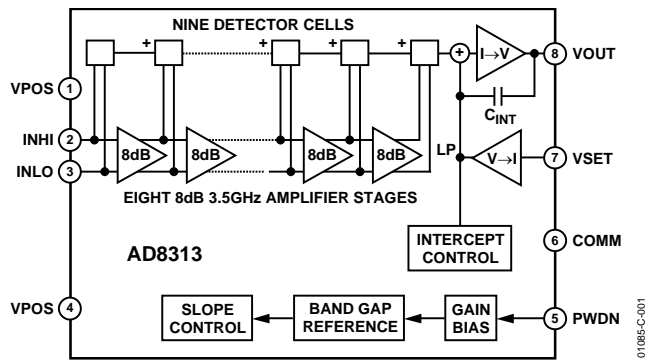 NINE DETECTOR CELLS
+ + + + +
I→V
8 VOUT
VPOS 1
CINT
INHI 2
8dB 8dB 8dB 8dB
LP
V→I
7 VSET
INLO 3
EIGHT 8dB 3.5GHz AMPLIFIER STAGES
INTERCEPT
CONTROL
6 COMM
AD8313
VPOS 4
SLOPE
CONTROL
BAND GAP
REFERENCE
GAIN
BIAS
5 PWDN
01085-C-001